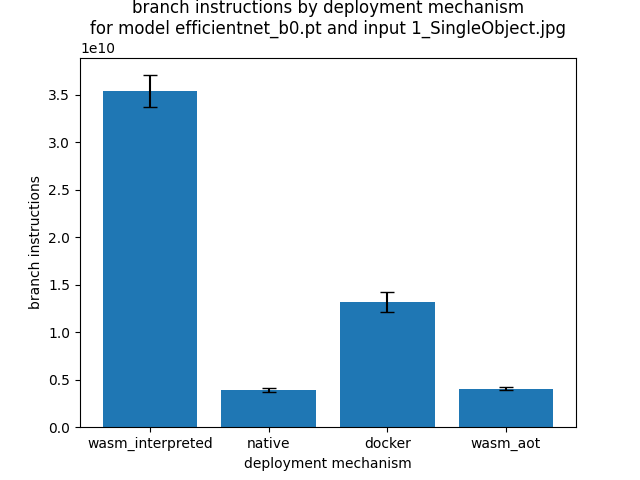 branch instructions by deployment mechanism
for model efficientnet_b0.pt and input 1_SingleObject.jpg
1e10
3.5
3.0
2.5
2.0
1.5
1.0
0.5
0.0
branch instructions
wasm_interpreted native docker wasm_aot
deployment mechanism